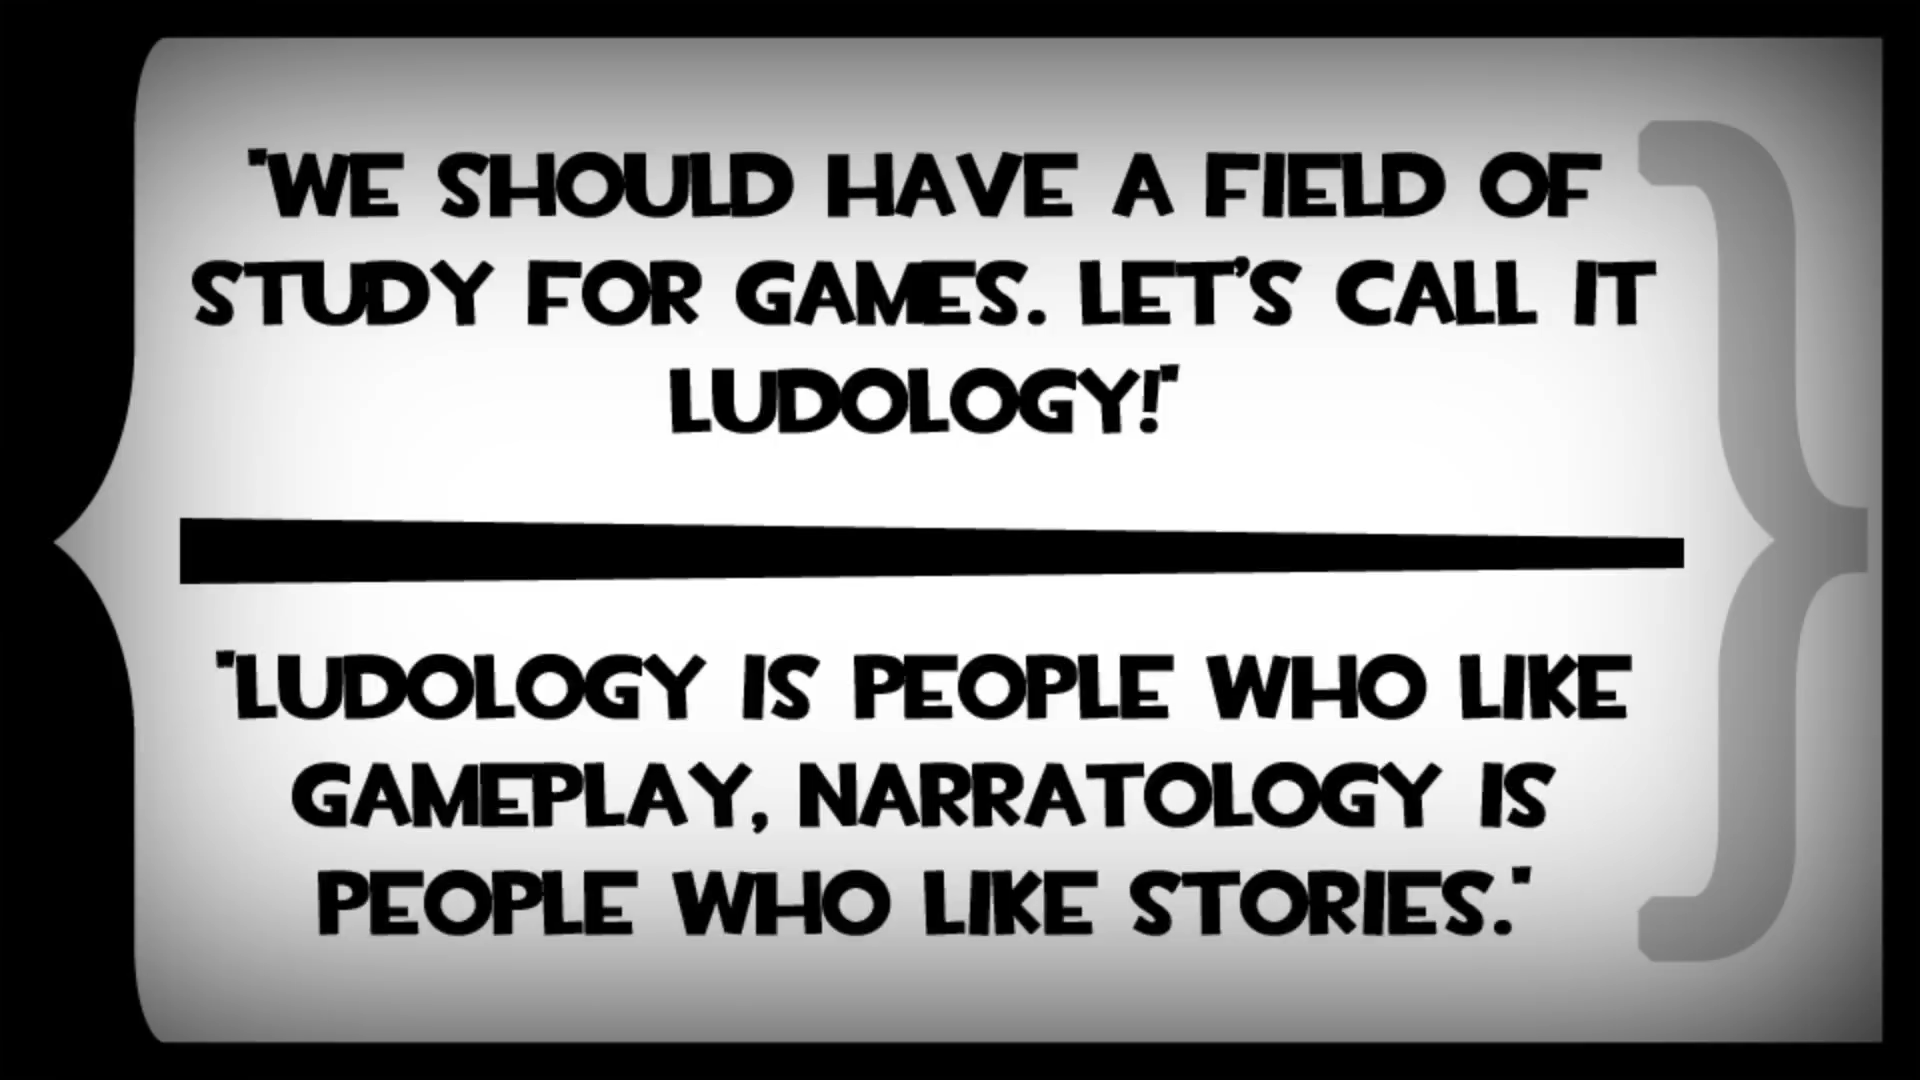 "WE SHOULD HAVE A FIELD OF
STUDY FOR GAMES. LET'S CALL IT
LUDOLOGY!"
"LUDOLOGY IS PEOPLE WHO LIKE
GAMEPLAY, NARRATOLOGY IS
PEOPLE WHO LIKE STORIES."